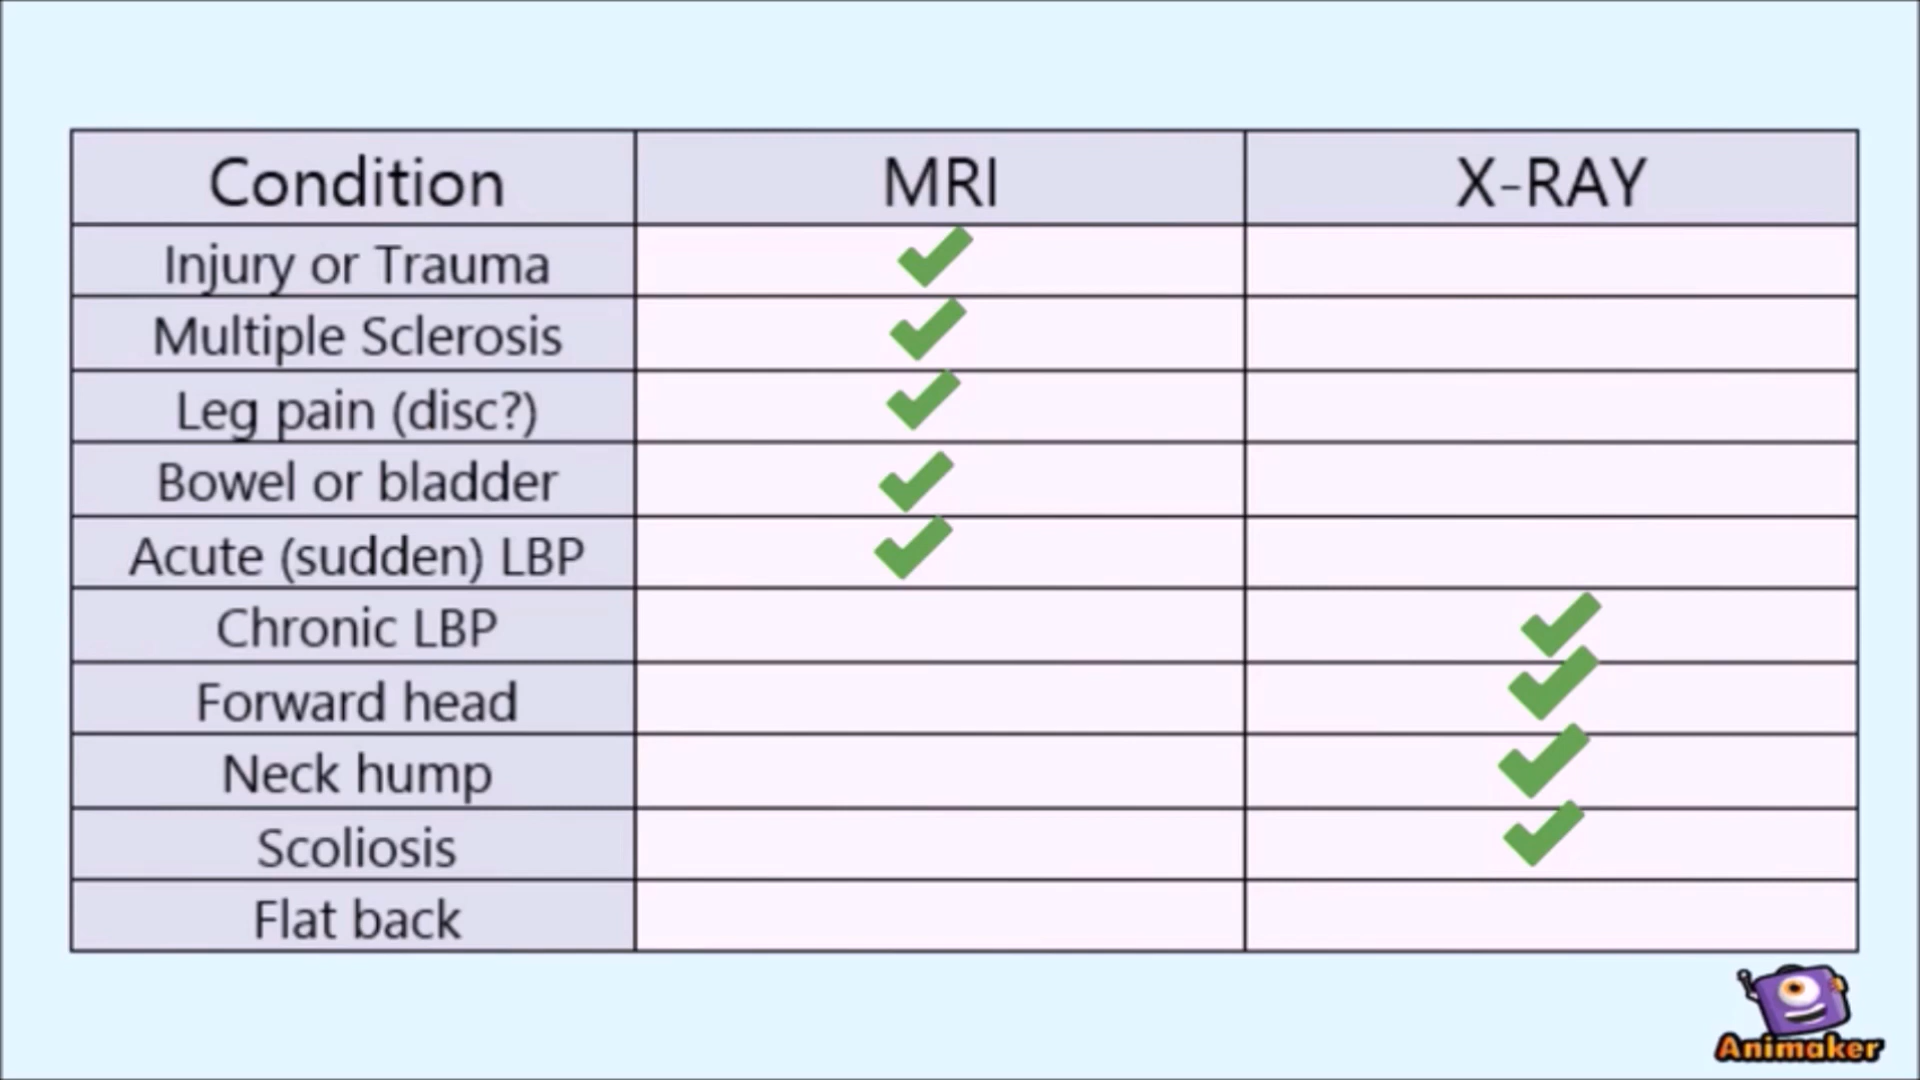 Condition MRI X-RAY
Injury or Trauma
Multiple Sclerosis
Leg pain (disc?)
Bowel or bladder
Acute (sudden) LBP
Chronic LBP
Forward head
Neck hump
Scoliosis
Flat back
Animaker